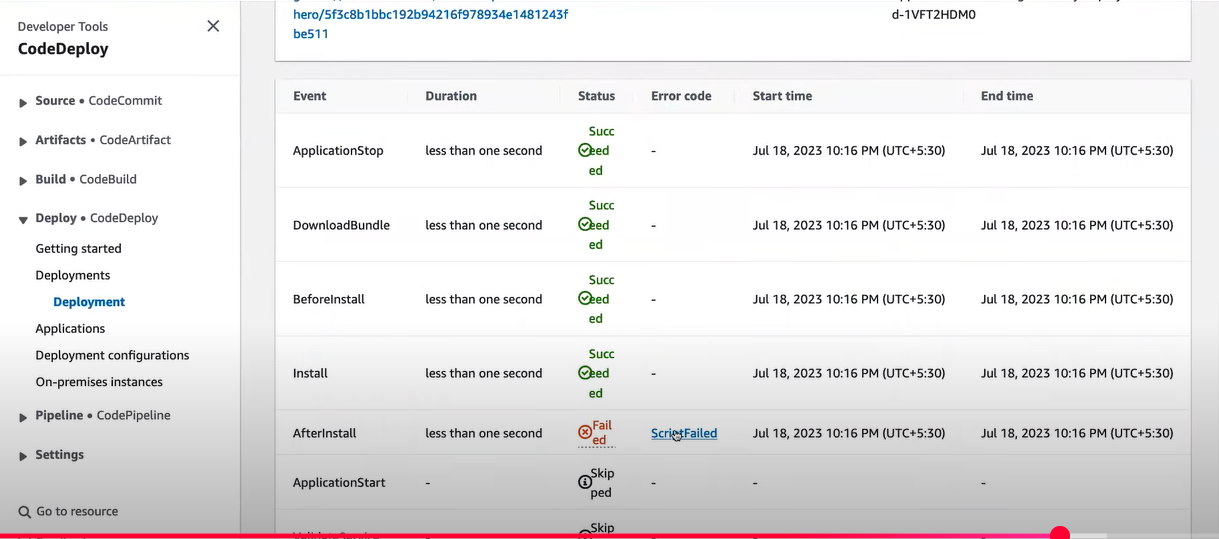 Developer Tools
CodeDeploy
Source • CodeCommit
Artifacts • CodeArtifact
Build • CodeBuild
Deploy • CodeDeploy
Getting started
Deployments
Deployment
Applications
Deployment configurations
On-premises instances
Pipeline • CodePipeline
Settings
Go to resource
hero/5f3c8b1bbc192b94216f978934e1481243f
be511
d-1VFT2HDM0
Event Duration Status Error code Start time End time
ApplicationStop less than one second Succeeded - Jul 18, 2023 10:16 PM (UTC+5:30) Jul 18, 2023 10:16 PM (UTC+5:30)
DownloadBundle less than one second Succeeded - Jul 18, 2023 10:16 PM (UTC+5:30) Jul 18, 2023 10:16 PM (UTC+5:30)
BeforeInstall less than one second Succeeded - Jul 18, 2023 10:16 PM (UTC+5:30) Jul 18, 2023 10:16 PM (UTC+5:30)
Install less than one second Succeeded - Jul 18, 2023 10:16 PM (UTC+5:30) Jul 18, 2023 10:16 PM (UTC+5:30)
AfterInstall less than one second Failed ScriptFailed Jul 18, 2023 10:16 PM (UTC+5:30) Jul 18, 2023 10:16 PM (UTC+5:30)
ApplicationStart - Skipped - - -
Skip